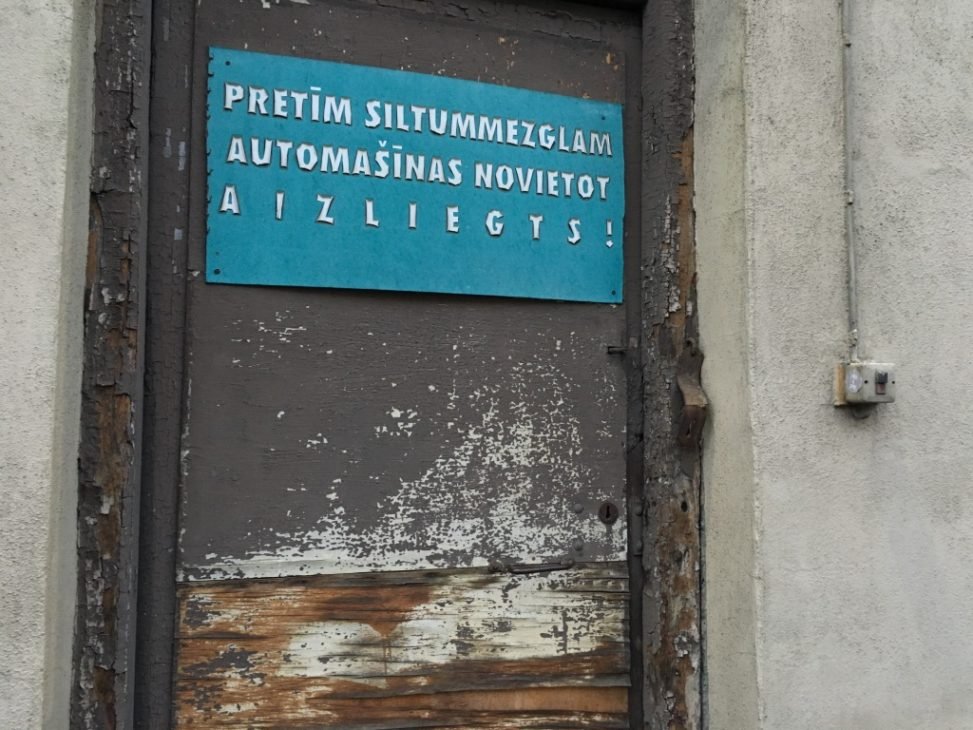 PRETĪM SILTUMMEZGLAM
AUTOMAŠĪNAS NOVIETOT
AIZLIEGTS!